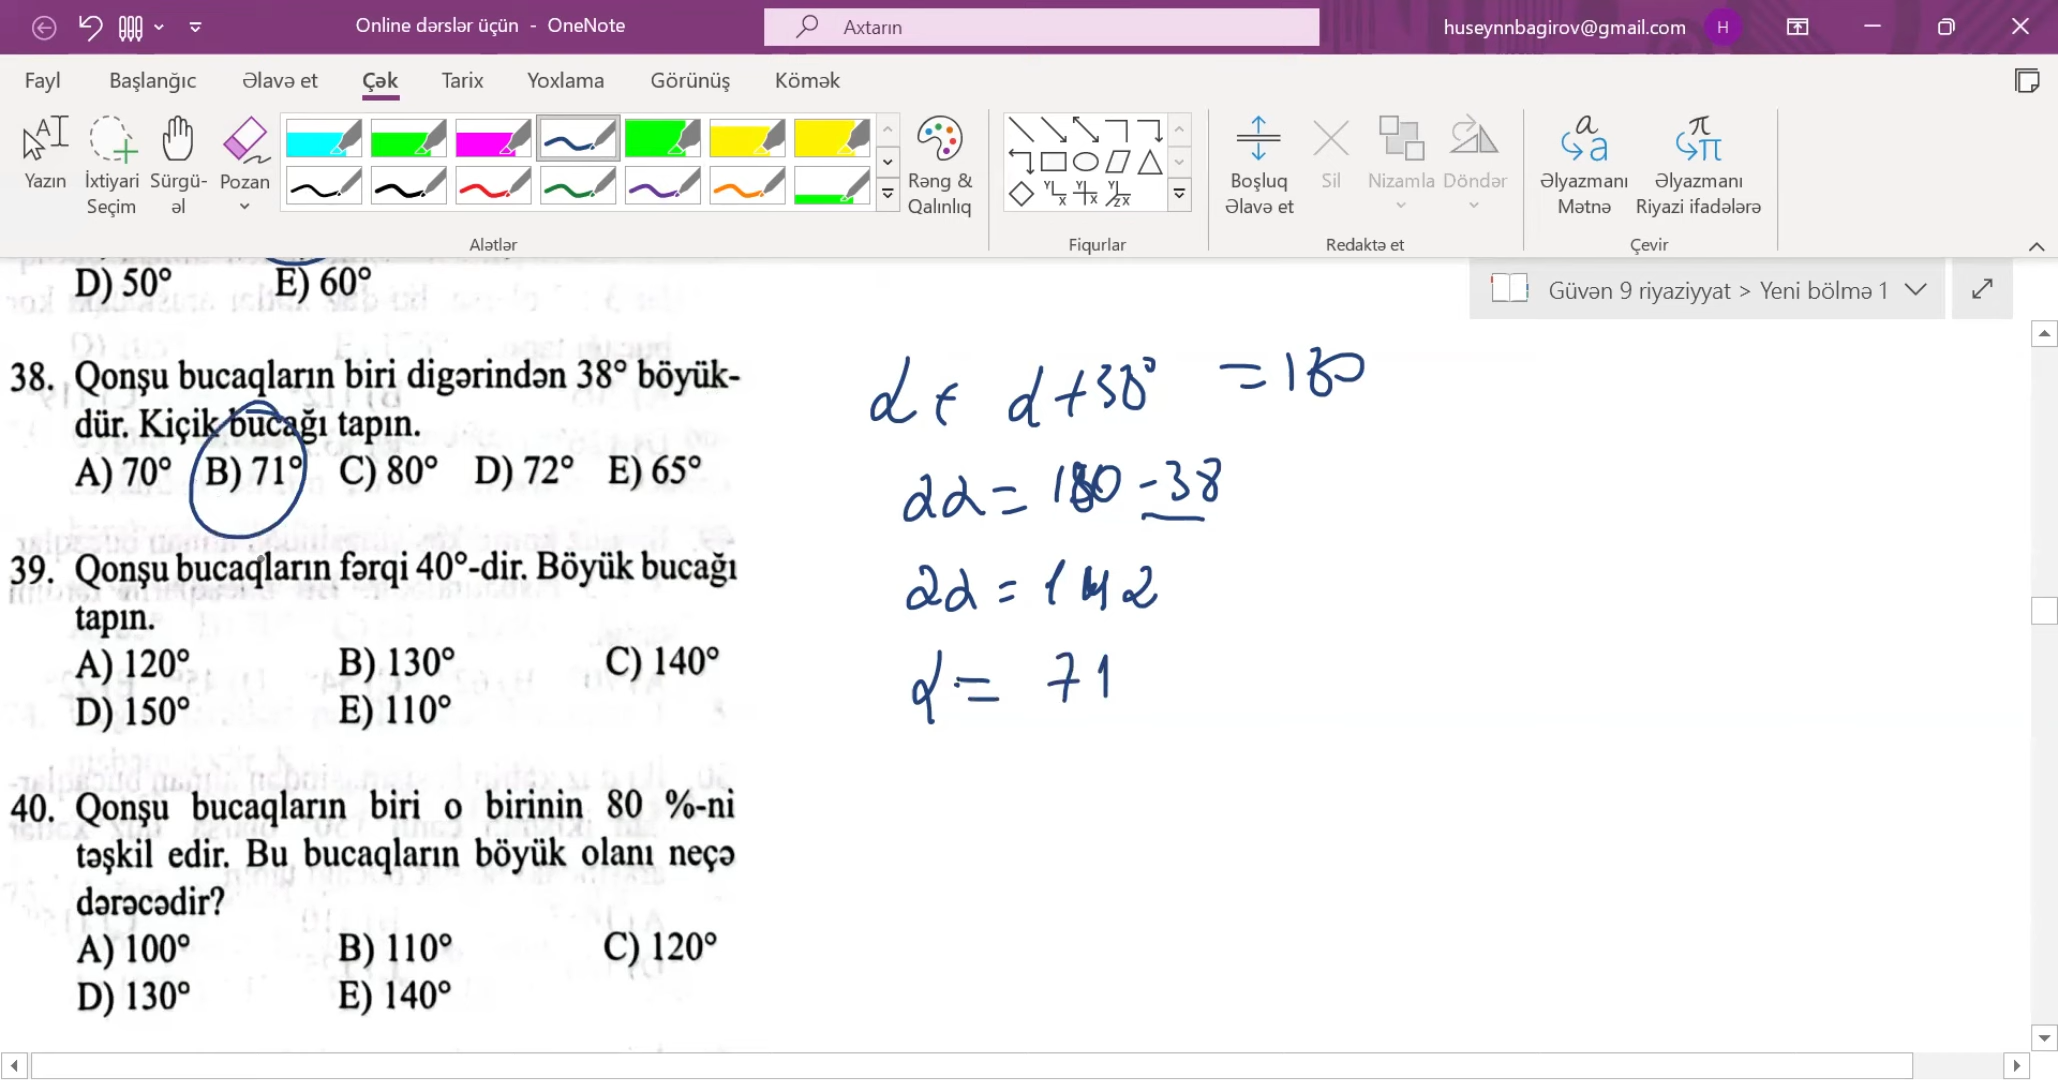 Online dərslər üçün - OneNote
Axtarın
huseynnbagirov@gmail.com
H
Fayl Başlanğıc Əlavə et Çək Tarix Yoxlama Görünüş Kömək
Yazın
İxtiyari Seçim
Sürgü-əl
Pozan
Alətlər
Rəng & Qalınlıq
Fiqurlar
Boşluq Əlavə et
Sil
Nizamla
Döndər
Redaktə et
Əlyazmanı Mətnə
Əlyazmanı Riyazi ifadələrə
Çevir
Güvən 9 riyaziyyat > Yeni bölmə 1
D) 50° E) 60°
38. Qonşu bucaqların biri digərindən 38° böyük-
dür. Kiçik bucağı tapın.
A) 70° B) 71° C) 80° D) 72° E) 65°
39. Qonşu bucaqların fərqi 40°-dir. Böyük bucağı
tapın.
A) 120° B) 130° C) 140°
D) 150° E) 110°
40. Qonşu bucaqların biri o birinin 80 %-ni
təşkil edir. Bu bucaqların böyük olanı neçə
dərəcədir?
A) 100° B) 110° C) 120°
D) 130° E) 140°
α + α + 38° = 180
2α = 180 - 38
2α = 142
α = 71